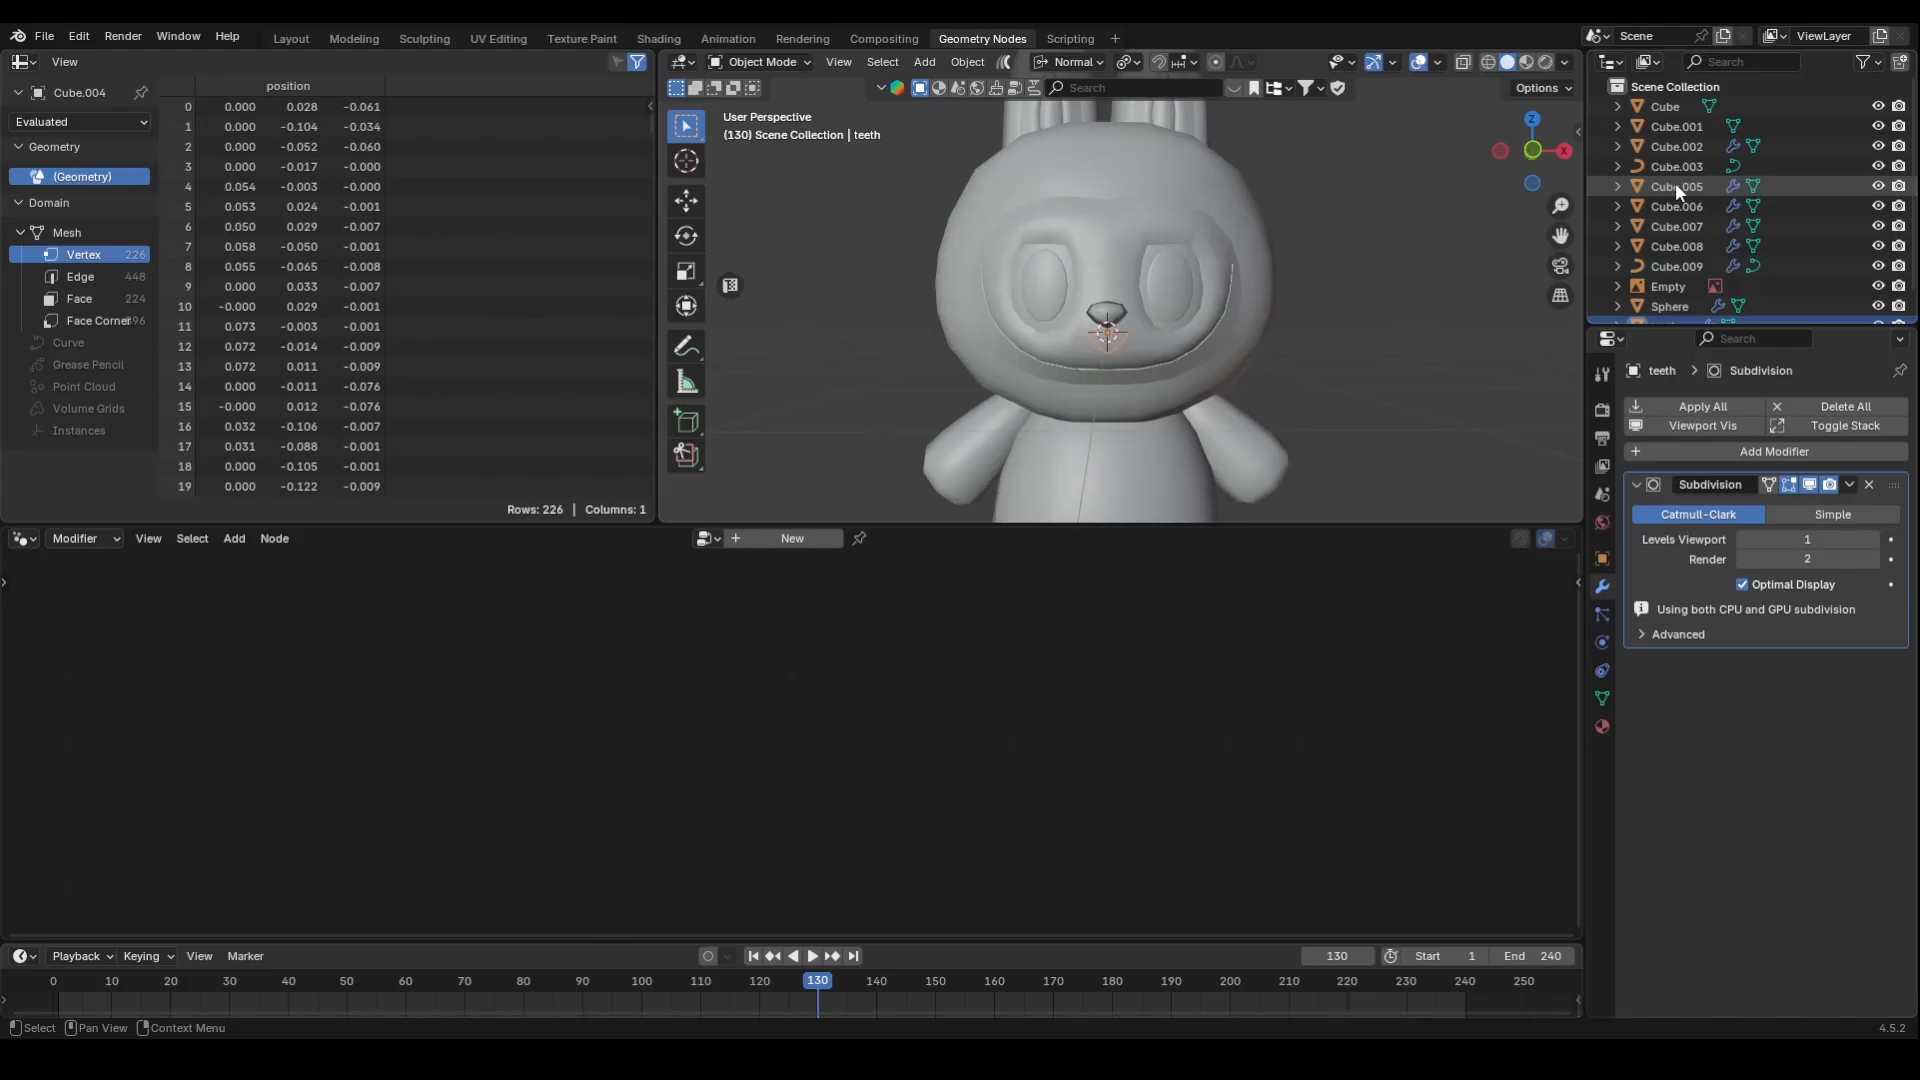 File Edit Render Window Help Layout Modeling Sculpting UV Editing Texture Paint Shading Animation Rendering Compositing Geometry Nodes Scripting + Scene ViewLayer
View
Object Mode View Select Add Object Normal
Search
Cube.004
position
Search
Options
Scene Collection
Evaluated
0 0.000 0.028 -0.061
User Perspective
Cube
Geometry
1 0.000 -0.104 -0.034
(130) Scene Collection | teeth
Z
X
Cube.001
(Geometry)
2 0.000 -0.052 -0.060
Cube.002
Domain
3 0.000 -0.017 -0.000
Cube.003
Mesh
4 0.054 -0.003 -0.000
Cube.005
Vertex 226
5 0.053 0.024 -0.001
Cube.006
Edge 448
6 0.050 0.029 -0.007
Cube.007
Face 224
7 0.058 -0.050 -0.001
Cube.008
8 0.055 -0.065 -0.008
Cube.009
Face Corner
9 0.000 0.033 -0.007
Empty
Curve
10 -0.000 0.029 -0.001
Sphere
Grease Pencil
11 0.073 -0.003 -0.001
Search
Point Cloud
12 0.072 -0.014 -0.009
teeth > Subdivision
Volume Grids
13 0.072 0.011 -0.009
Apply All Delete All
Instances
14 0.000 -0.011 -0.076
Viewport Vis Toggle Stack
15 -0.000 0.012 -0.076
Add Modifier
16 0.032 -0.106 -0.007
Subdivision
17 0.031 -0.088 -0.001
Catmull-Clark Simple
18 0.000 -0.105 -0.001
Levels Viewport 1
19 0.000 -0.122 -0.009
Render 2
Rows: 226 | Columns: 1
Optimal Display
Using both CPU and GPU subdivision
Advanced
Modifier View Select Add Node + New
Playback Keying View Marker 130 Start 1 End 240
0 10 20 30 40 50 60 70 80 90 100 110 120 130 140 150 160 170 180 190 200 210 220 230 240 250
Select Pan View Context Menu 4.5.2